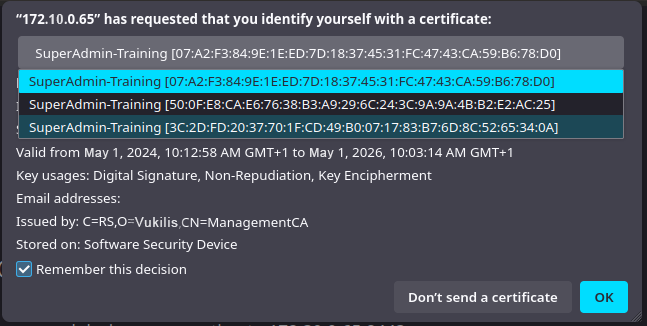 “172.10.0.65” has requested that you identify yourself with a certificate:
SuperAdmin-Training [07:A2:F3:84:9E:1E:ED:7D:18:37:45:31:FC:47:43:CA:59:B6:78:D0]
SuperAdmin-Training [07:A2:F3:84:9E:1E:ED:7D:18:37:45:31:FC:47:43:CA:59:B6:78:D0]
SuperAdmin-Training [50:0F:E8:CA:E6:76:38:B3:A9:29:6C:24:3C:9A:9A:4B:B2:E2:AC:25]
SuperAdmin-Training [3C:2D:FD:20:37:70:1F:CD:49:B0:07:17:83:B7:6D:8C:52:65:34:0A]
Valid from May 1, 2024, 10:12:58 AM GMT+1 to May 1, 2026, 10:03:14 AM GMT+1
Key usages: Digital Signature, Non-Repudiation, Key Encipherment
Email addresses:
Issued by: C=RS,O=Vukilis,CN=ManagementCA
Stored on: Software Security Device
Remember this decision
Don’t send a certificate
OK